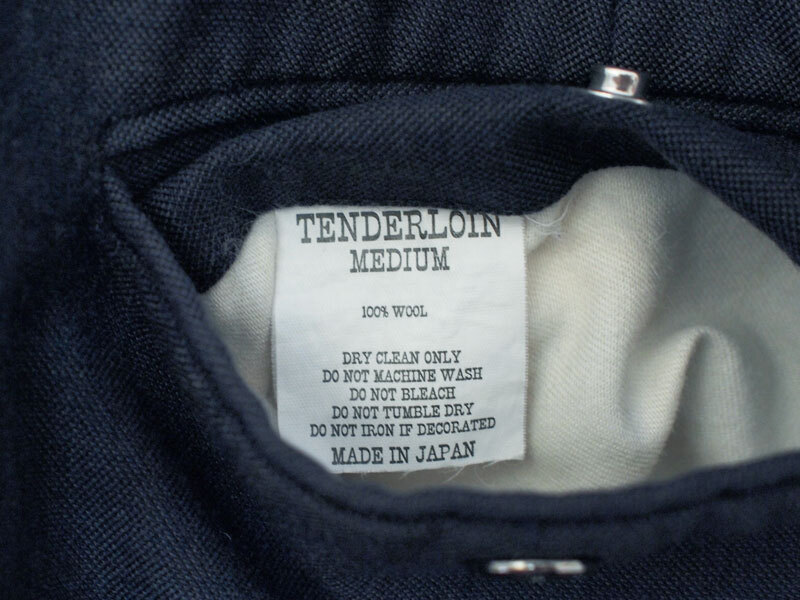 TENDERLOIN
MEDIUM
100% WOOL
DRY CLEAN ONLY
DO NOT MACHINE WASH
DO NOT BLEACH
DO NOT TUMBLE DRY
DO NOT IRON IF DECORATED
MADE IN JAPAN